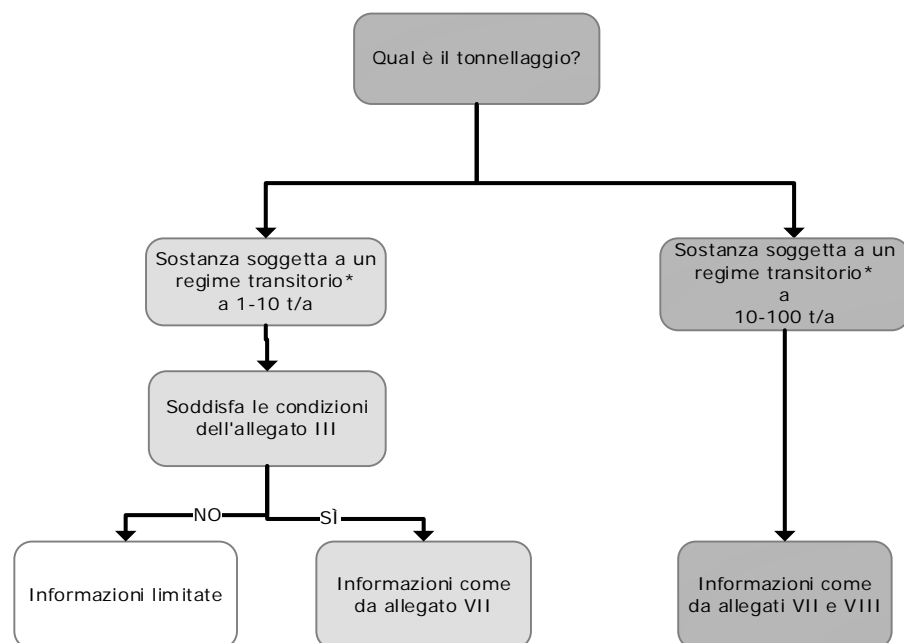 Qual è il tonnellaggio?
Sostanza soggetta a un
regime transitorio*
a 1-10 t/a
Sostanza soggetta a un
regime transitorio*
a
10-100 t/a
Soddisfa le condizioni
dell'allegato III
NO
SÌ
Informazioni limitate
Informazioni come
da allegato VII
Informazioni come
da allegati VII e VIII